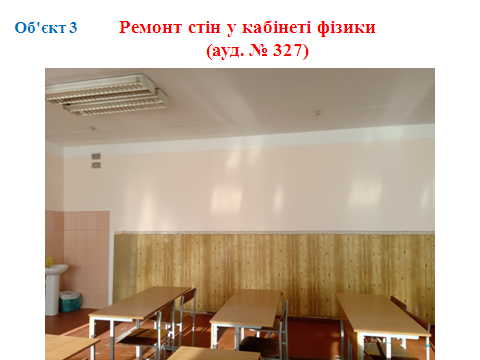 Об'єкт 3 Ремонт стін у кабінеті фізики
(ауд. № 327)